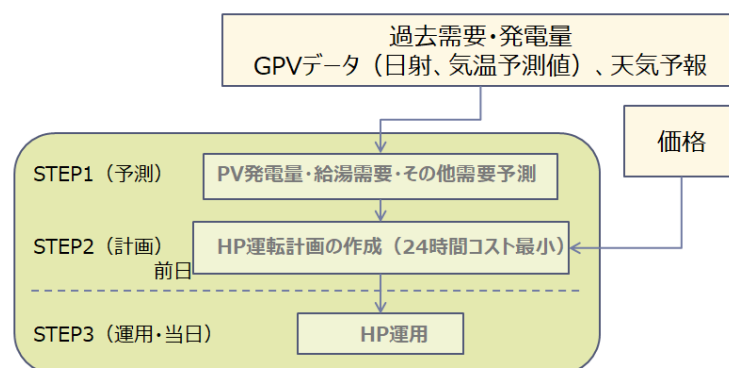 過去需要・発電量
GPVデータ（日射、気温予測値）、天気予報
価格
STEP1（予測）
PV発電量・給湯需要・その他需要予測
STEP2（計画）
前日
HP運転計画の作成（24時間コスト最小）
STEP3（運用・当日）
HP運用